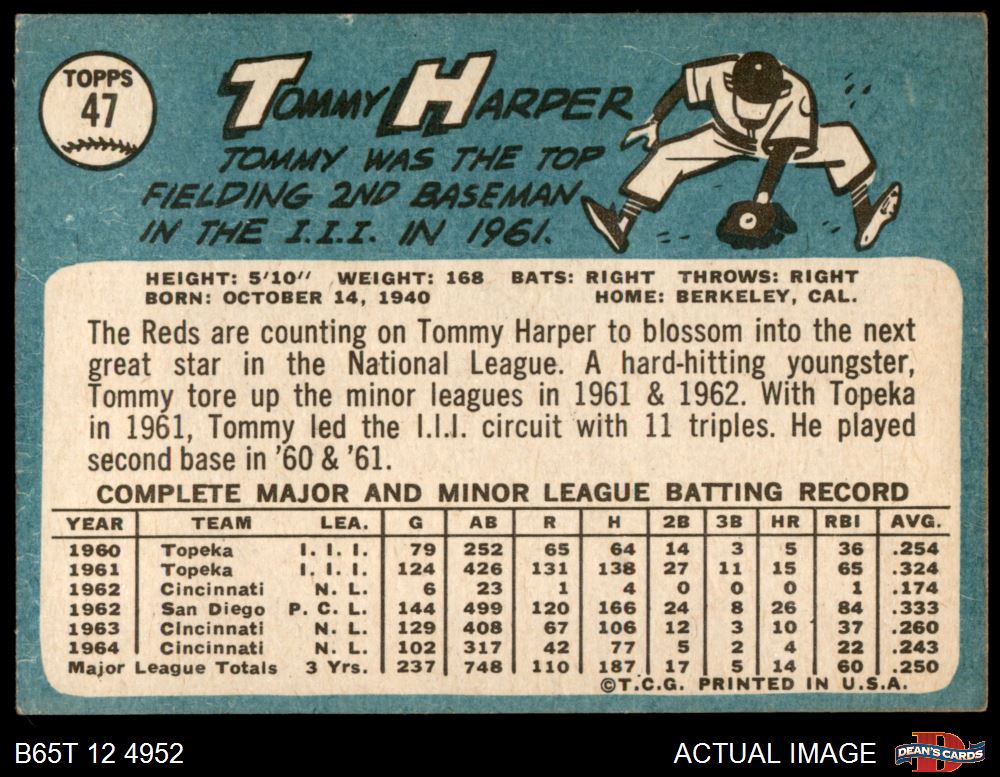 TOPPS
47
TOMMY HARPER
TOMMY WAS THE TOP
FIELDING 2ND BASEMAN
IN THE I.I.I. IN 1961.
HEIGHT: 5'10" WEIGHT: 168 BATS: RIGHT THROWS: RIGHT
BORN: OCTOBER 14, 1940 HOME: BERKELEY, CAL.
The Reds are counting on Tommy Harper to blossom into the next
great star in the National League. A hard-hitting youngster,
Tommy tore up the minor leagues in 1961 & 1962. With Topeka
in 1961, Tommy led the I.I.I. circuit with 11 triples. He played
second base in '60 & '61.
COMPLETE MAJOR AND MINOR LEAGUE BATTING RECORD
YEAR TEAM LEA. G AB R H 2B 3B HR RBI AVG.
1960 Topeka I. I. I. 79 252 65 64 14 3 5 36 .254
1961 Topeka I. I. I. 124 426 131 138 27 11 15 65 .324
1962 Cincinnati N. L. 6 23 1 4 0 0 0 1 .174
1962 San Diego P. C. L. 144 499 120 166 24 8 26 84 .333
1963 Cincinnati N. L. 129 408 67 106 12 3 10 37 .260
1964 Cincinnati N. L. 102 317 42 77 5 2 4 22 .243
Major League Totals 3 Yrs. 237 748 110 187 17 5 14 60 .250
©T.C.G. PRINTED IN U.S.A.
B65T 12 4952 ACTUAL IMAGE
D
DEAN'S CARDS